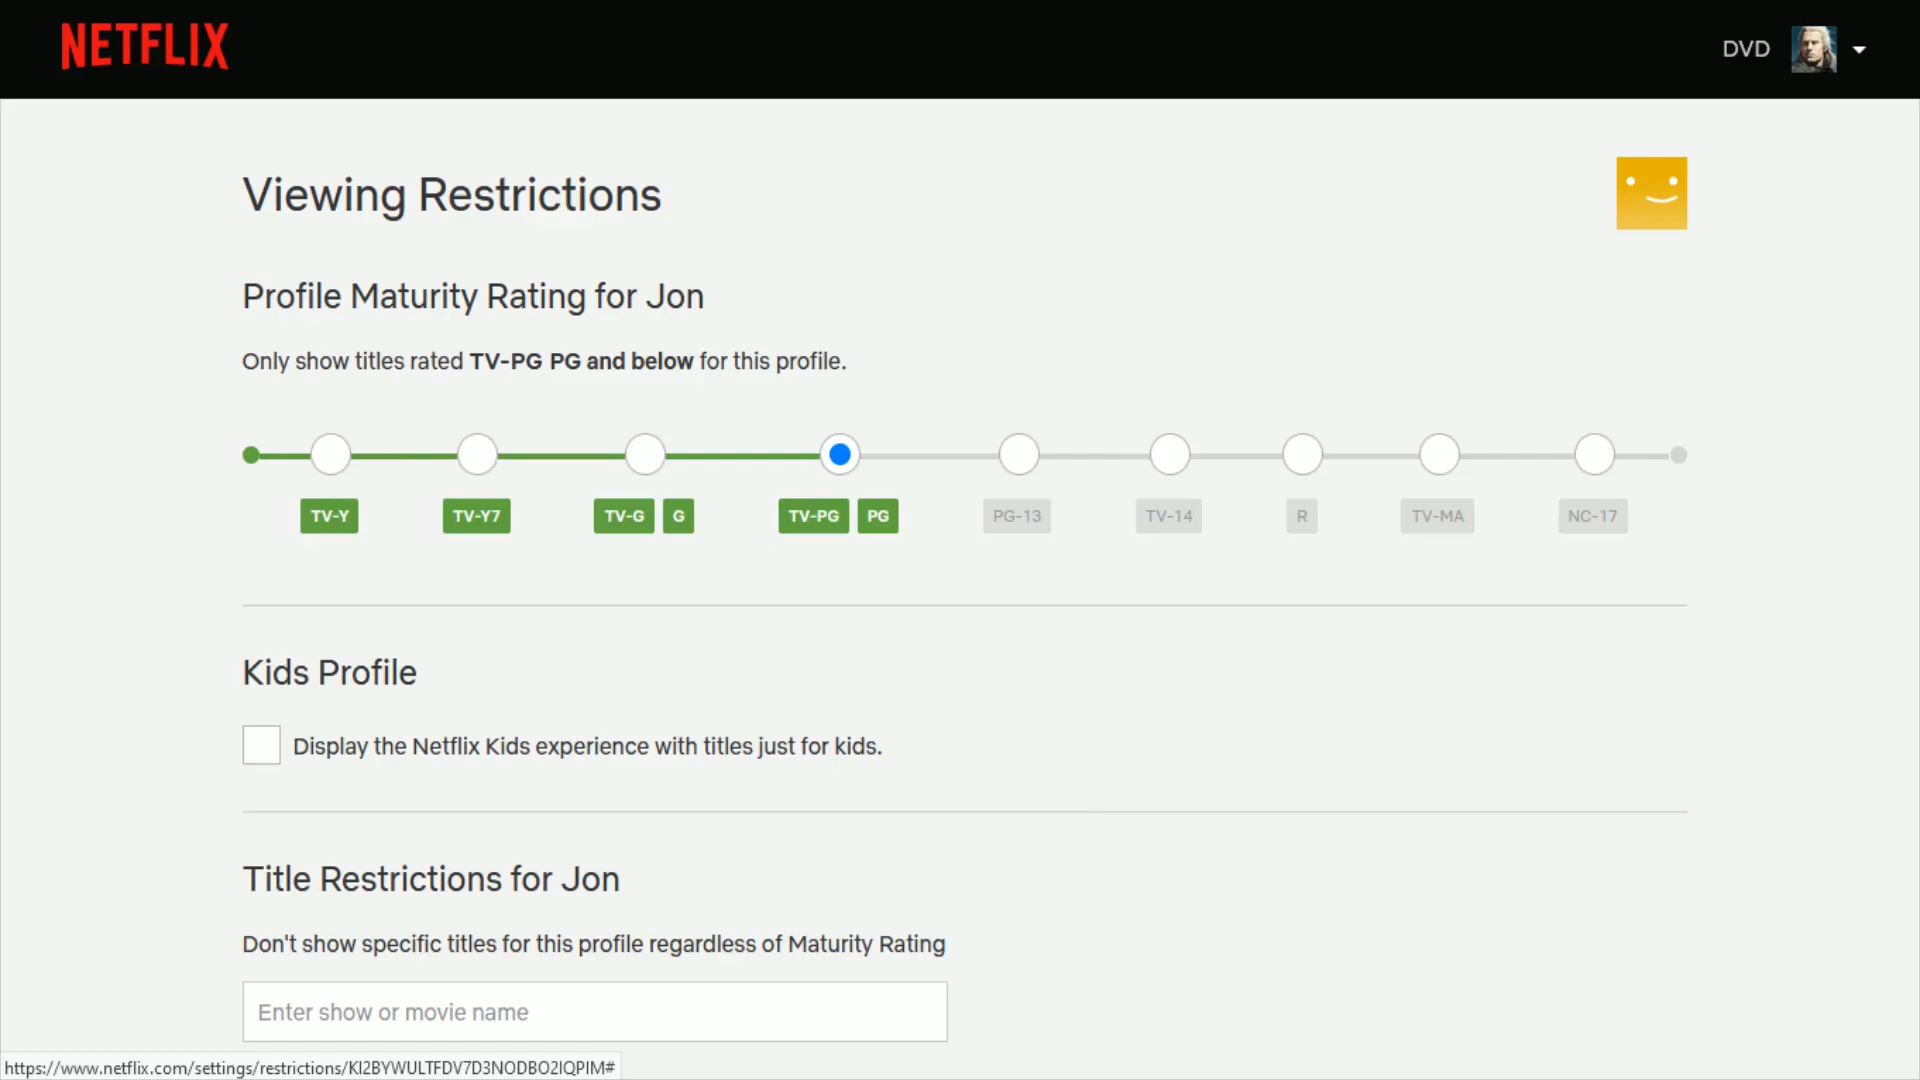 NETFLIX
DVD
Viewing Restrictions
Profile Maturity Rating for Jon
Only show titles rated TV-PG PG and below for this profile.
TV-Y TV-Y7 TV-G G TV-PG PG PG-13 TV-14 R TV-MA NC-17
Kids Profile
Display the Netflix Kids experience with titles just for kids.
Title Restrictions for Jon
Don't show specific titles for this profile regardless of Maturity Rating
Enter show or movie name
https://www.netflix.com/settings/restrictions/KI2BYWULTFDV7D3NODBO2IQPIM#